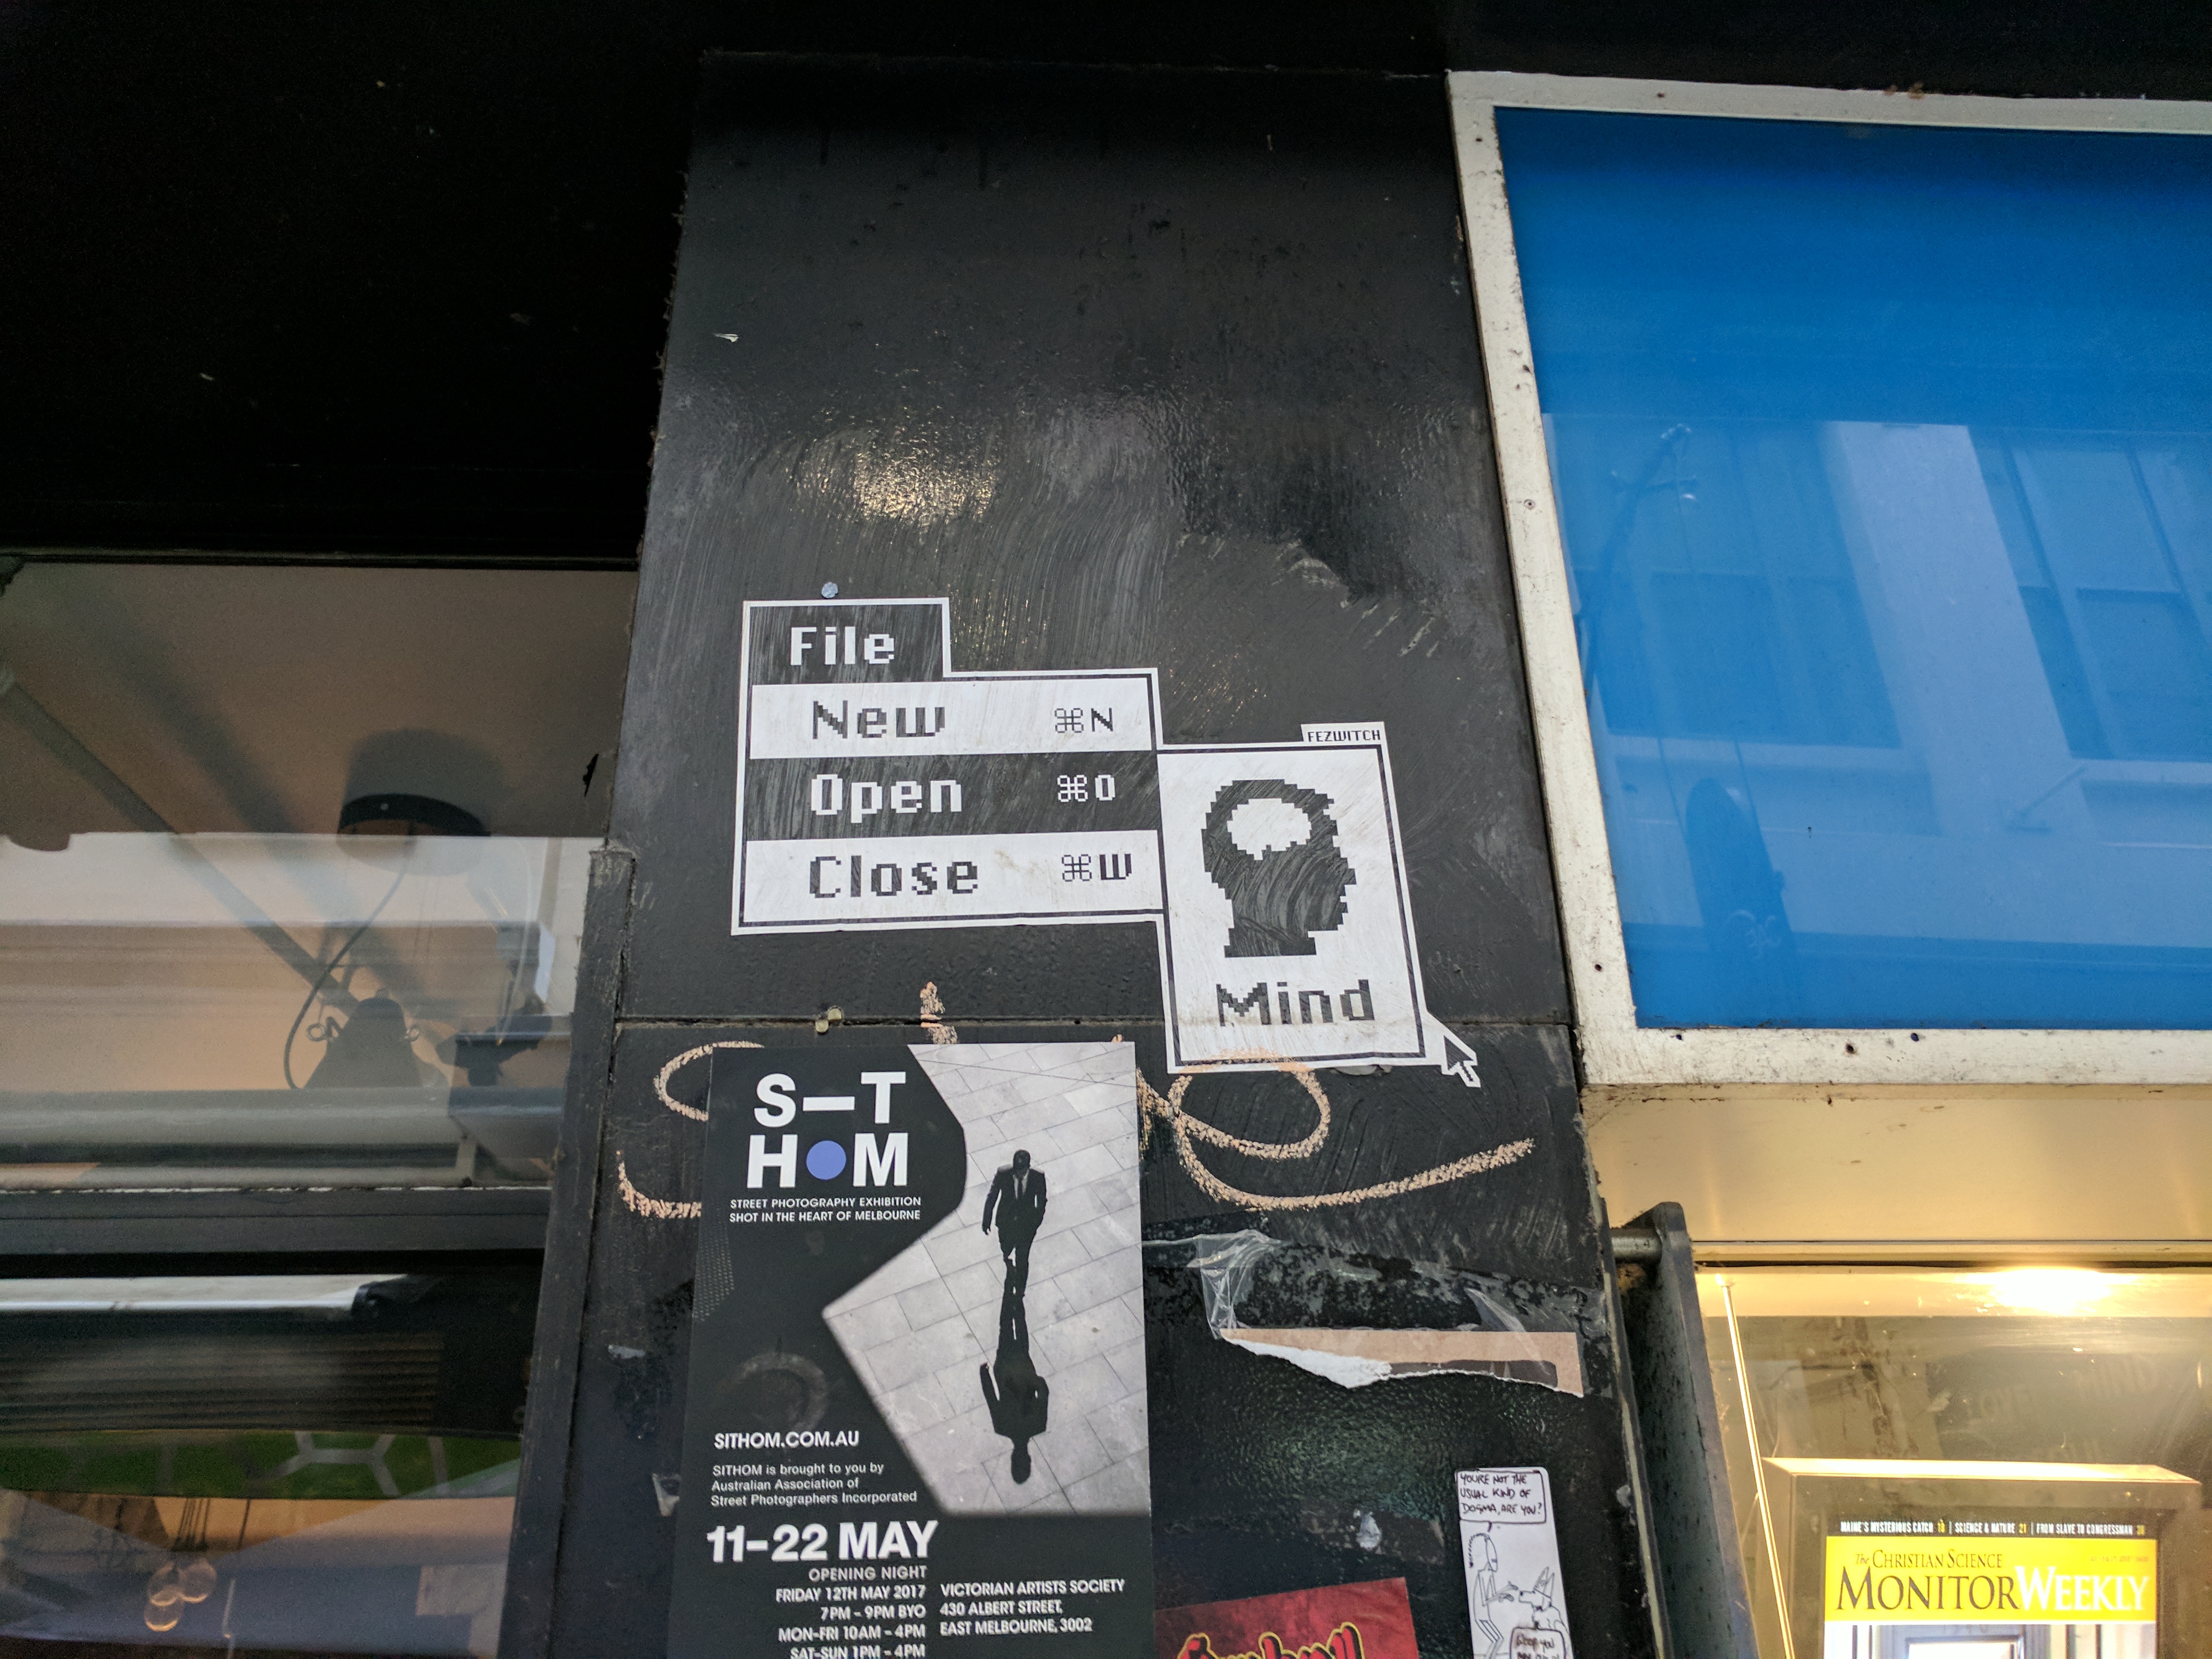 File
New ⌘N
Open ⌘O
Close ⌘W
FEZWITCH
Mind
S—T
H●M
STREET PHOTOGRAPHY EXHIBITION
SHOT IN THE HEART OF MELBOURNE
SITHOM.COM.AU
SITHOM is brought to you by
Australian Association of
Street Photographers Incorporated
11-22 MAY
OPENING NIGHT
FRIDAY 12TH MAY 2017
7PM - 9PM BYO
MON-FRI 10AM - 4PM
SAT-SUN 1PM - 4PM
VICTORIAN ARTISTS SOCIETY
430 ALBERT STREET,
EAST MELBOURNE, 3002
YOU'RE NOT THE
USUAL KIND OF
DOGMA, ARE YOU?
MAINE'S MYSTERIOUS CATCH 18 | SCIENCE & NATURE 21 | FROM SLAVE TO CONGRESSMAN
The CHRISTIAN SCIENCE
MONITOR WEEKLY